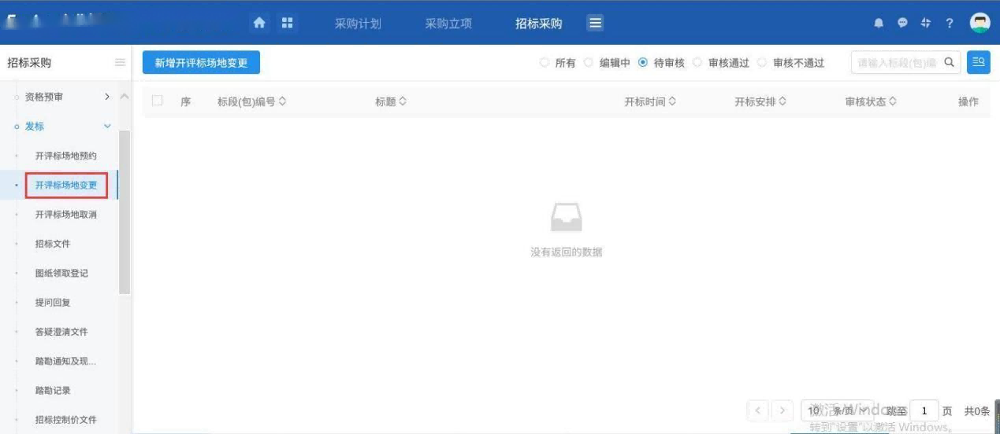 采购计划 采购立项 招标采购 ?
招标采购 新增开评标场地变更 所有 编辑中 待审核 审核通过 审核不通过 请输入标段(包)编
资格预审
发标
开评标场地预约
开评标场地变更
开评标场地取消
招标文件
图纸领取登记
提问回复
答疑澄清文件
踏勘通知及现...
踏勘记录
招标控制价文件
序 标段(包)编号 标题 开标时间 开标安排 审核状态 操作
没有返回的数据
10 条/页 跳至 1 页 共0条
激活 Windows
转到"设置"以激活 Windows。